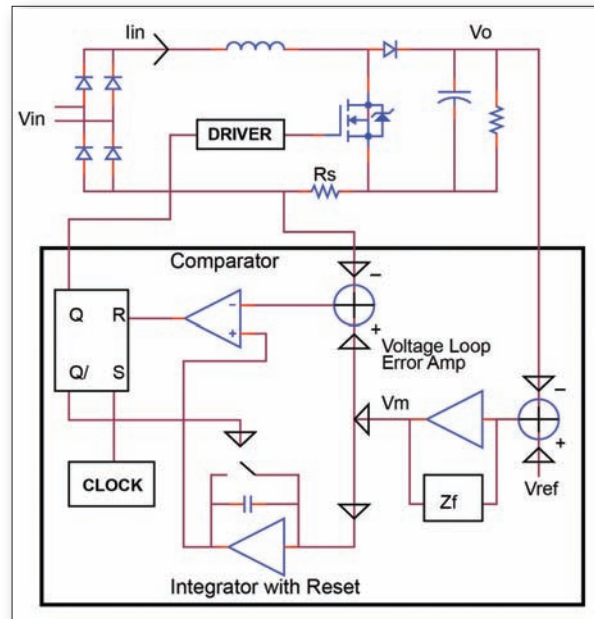 Iin
Vo
Vin
DRIVER
Rs
Comparator
−
Q
R
−
+
+
Voltage Loop
Error Amp
Q/
S
Vm
−
+
CLOCK
Zf
Vref
Integrator with Reset